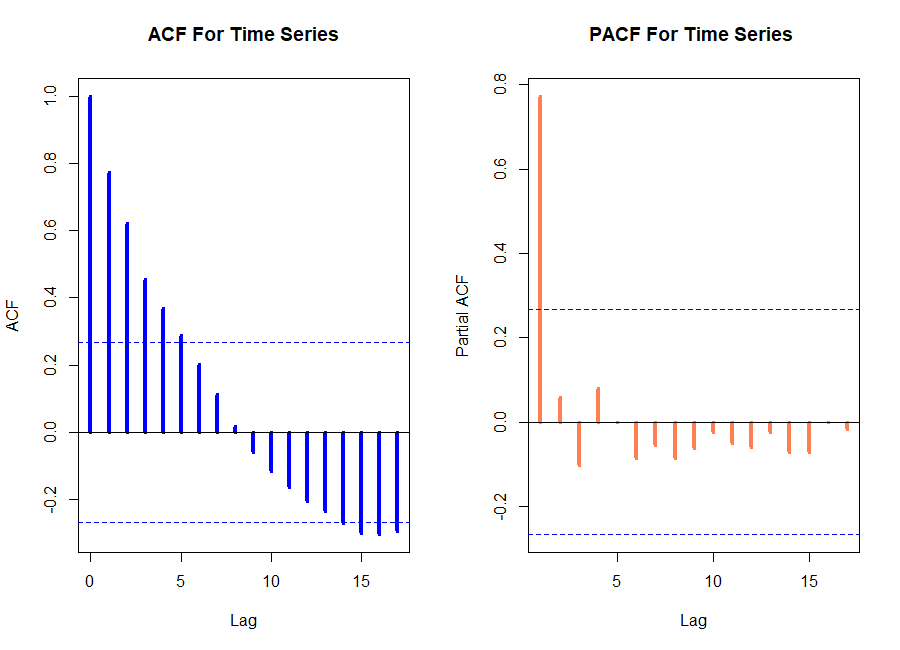 ACF For Time Series
ACF
1.0
0.8
0.6
0.4
0.2
0.0
-0.2
0 5 10 15
Lag
PACF For Time Series
Partial ACF
0.8
0.6
0.4
0.2
0.0
-0.2
5 10 15
Lag